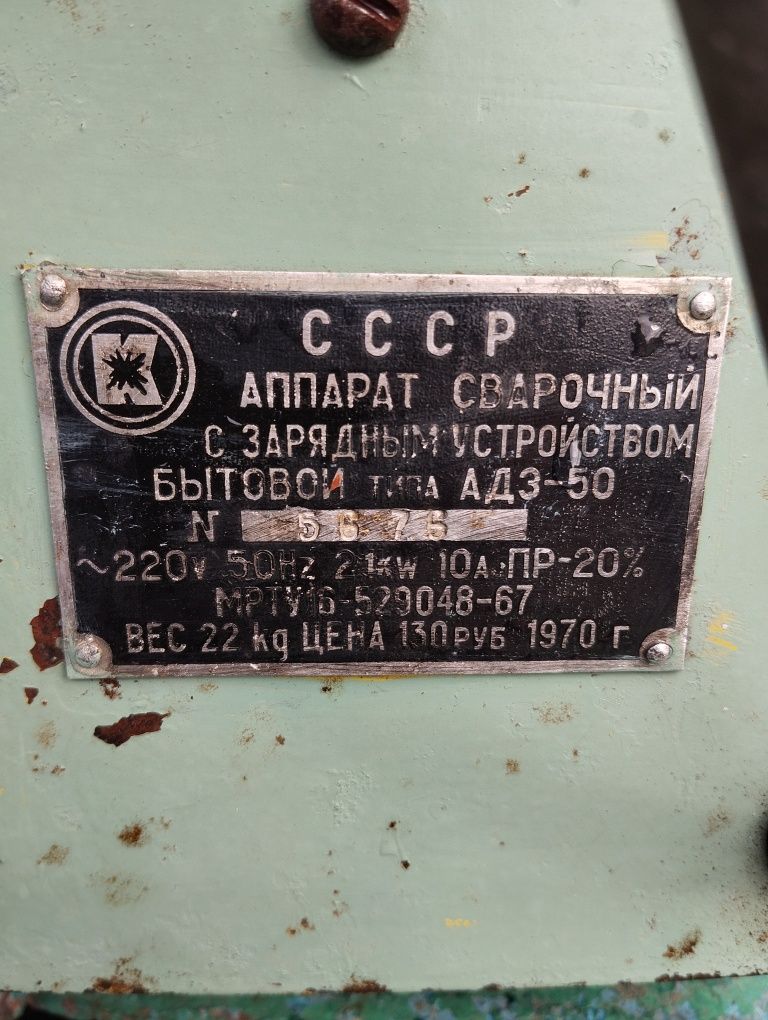 К
СССР
АППАРАТ СВАРОЧНЫЙ
С ЗАРЯДНЫМ УСТРОЙСТВОМ
БЫТОВОЙ ТИПА АДЗ-50
N 5676
~220V 50HZ 2.1KW 10A ПР-20%
МРТУ16-529048-67
ВЕС 22 kg ЦЕНА 130 РУБ 1970 Г